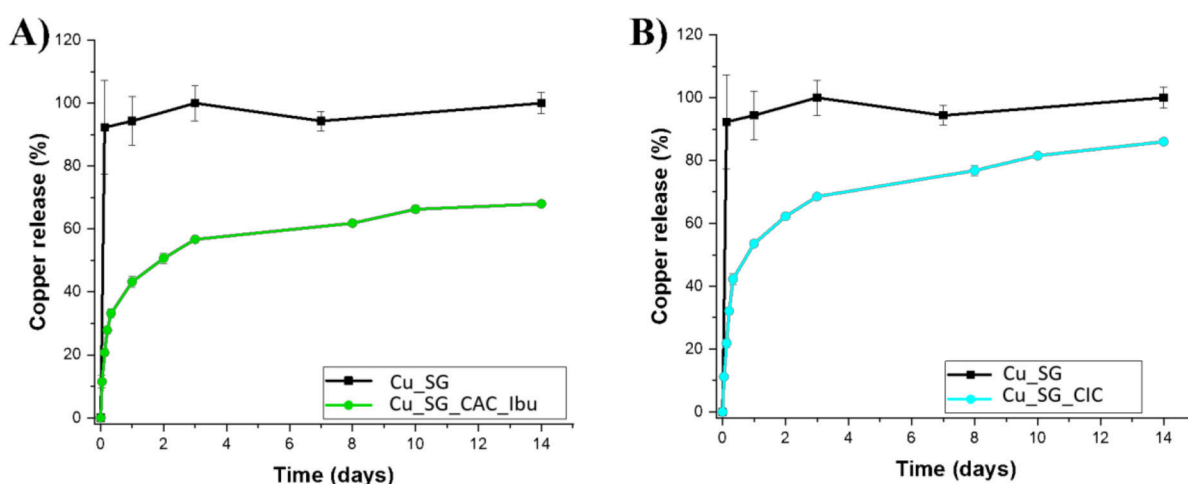 A)
120
100
80
60
40
20
0
Copper release (%)
Cu_SG
Cu_SG_CAC_Ibu
0 2 4 6 8 10 12 14
Time (days)
B)
120
100
80
60
40
20
0
Copper release (%)
Cu_SG
Cu_SG_CIC
0 2 4 6 8 10 12 14
Time (days)